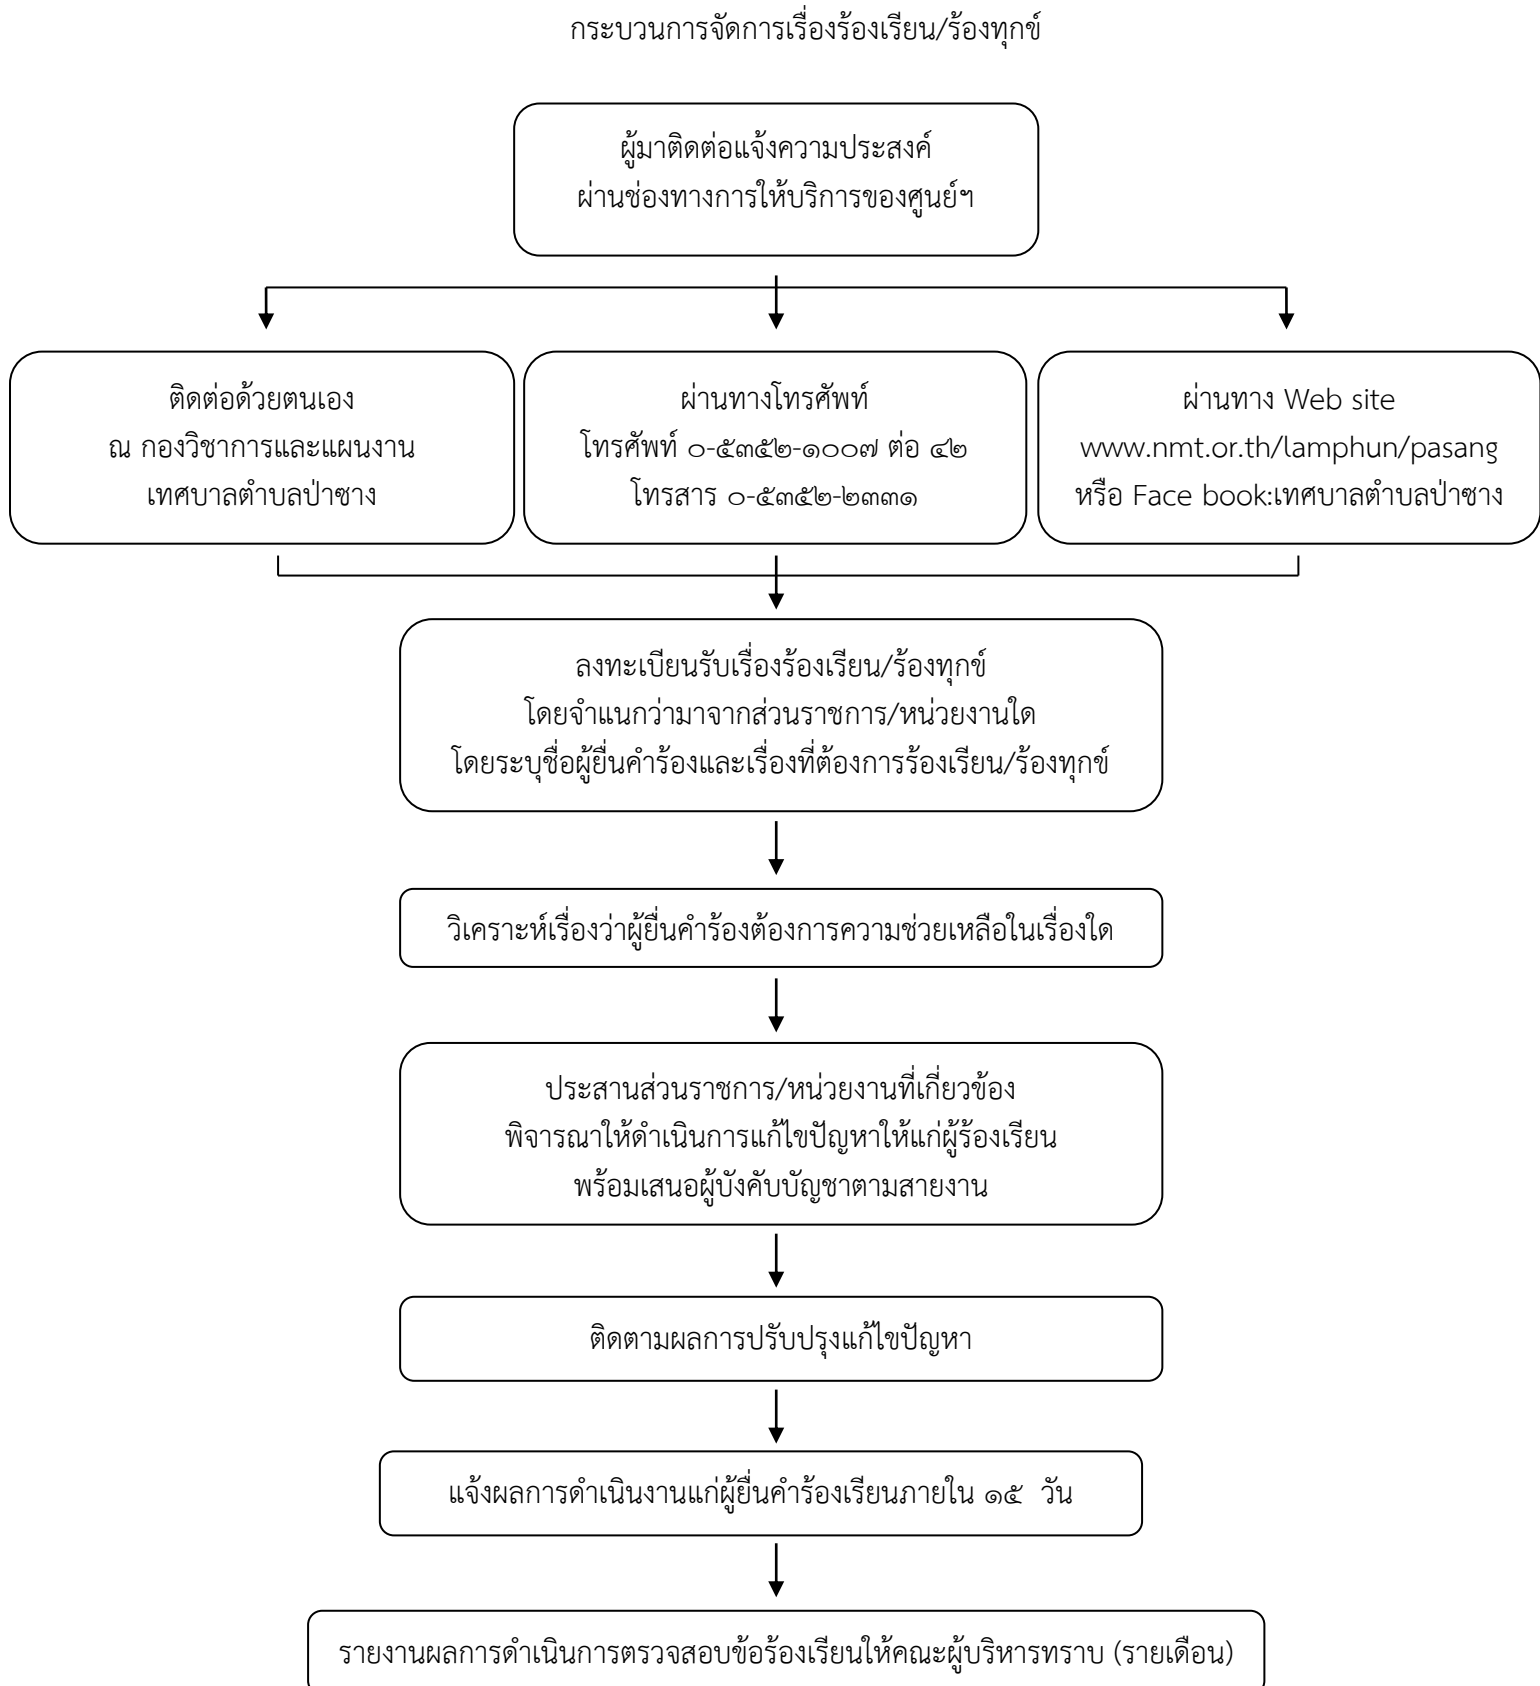 กระบวนการจัดการเรื่องร้องเรียน/ร้องทุกข์
ผู้มาติดต่อแจ้งความประสงค์
ผ่านช่องทางการให้บริการของศูนย์ฯ
ติดต่อด้วยตนเอง
ณ กองวิชาการและแผนงาน
เทศบาลตำบลป่าซาง
ผ่านทางโทรศัพท์
โทรศัพท์ ๐-๕๓๕๒-๑๐๐๗ ต่อ ๔๒
โทรสาร ๐-๕๓๕๒-๒๓๓๑
ผ่านทาง Web site
www.nmt.or.th/lamphun/pasang
หรือ Face book:เทศบาลตำบลป่าซาง
ลงทะเบียนรับเรื่องร้องเรียน/ร้องทุกข์
โดยจำแนกว่ามาจากส่วนราชการ/หน่วยงานใด
โดยระบุชื่อผู้ยื่นคำร้องและเรื่องที่ต้องการร้องเรียน/ร้องทุกข์
วิเคราะห์เรื่องว่าผู้ยื่นคำร้องต้องการความช่วยเหลือในเรื่องใด
ประสานส่วนราชการ/หน่วยงานที่เกี่ยวข้อง
พิจารณาให้ดำเนินการแก้ไขปัญหาให้แก่ผู้ร้องเรียน
พร้อมเสนอผู้บังคับบัญชาตามสายงาน
ติดตามผลการปรับปรุงแก้ไขปัญหา
แจ้งผลการดำเนินงานแก่ผู้ยื่นคำร้องเรียนภายใน ๑๕ วัน
รายงานผลการดำเนินการตรวจสอบข้อร้องเรียนให้คณะผู้บริหารทราบ (รายเดือน)